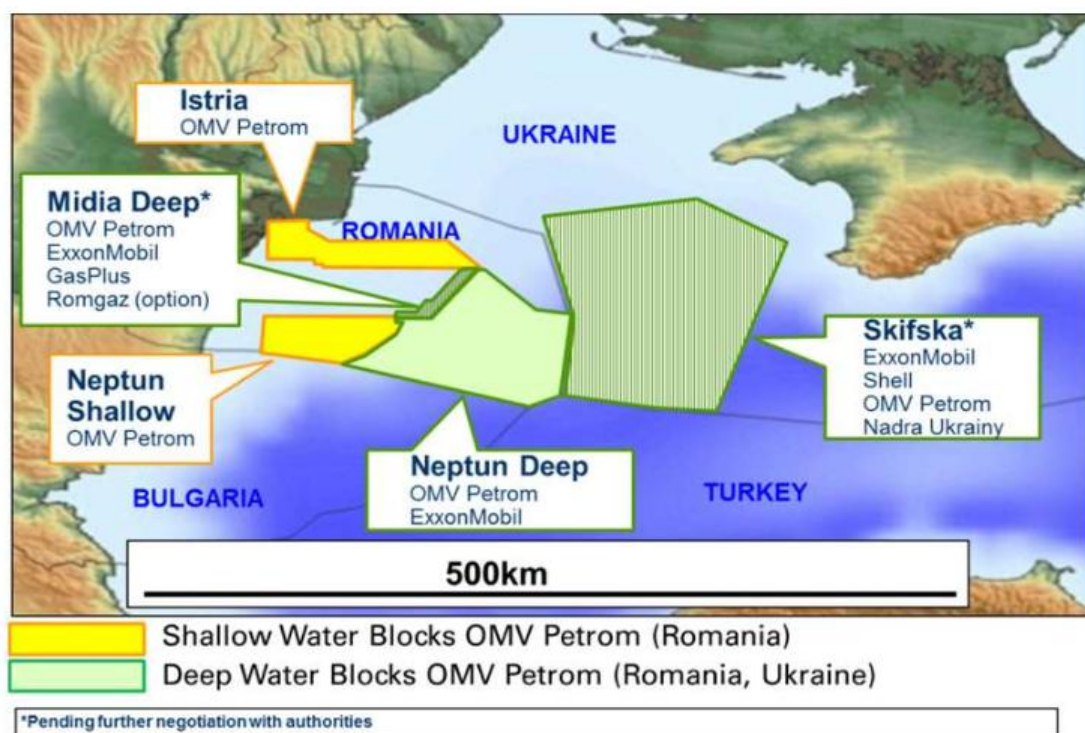 Istria
OMV Petrom
UKRAINE
Midia Deep*
OMV Petrom
ExxonMobil
GasPlus
Romgaz (option)
ROMANIA
Skifska*
ExxonMobil
Shell
OMV Petrom
Nadra Ukrainy
Neptun
Shallow
OMV Petrom
Neptun Deep
OMV Petrom
ExxonMobil
BULGARIA
TURKEY
500km
Shallow Water Blocks OMV Petrom (Romania)
Deep Water Blocks OMV Petrom (Romania, Ukraine)
*Pending further negotiation with authorities